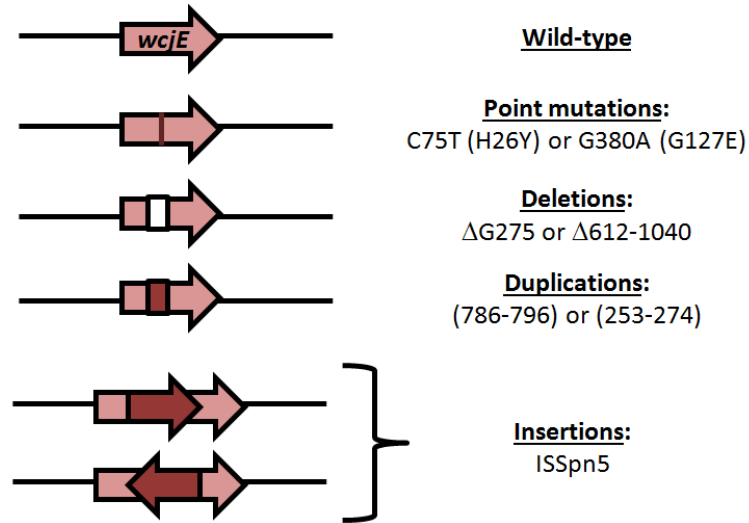 wcjE
Wild-type
Point mutations:
C75T (H26Y) or G380A (G127E)
Deletions:
ΔG275 or Δ612-1040
Duplications:
(786-796) or (253-274)
Insertions:
ISSpn5